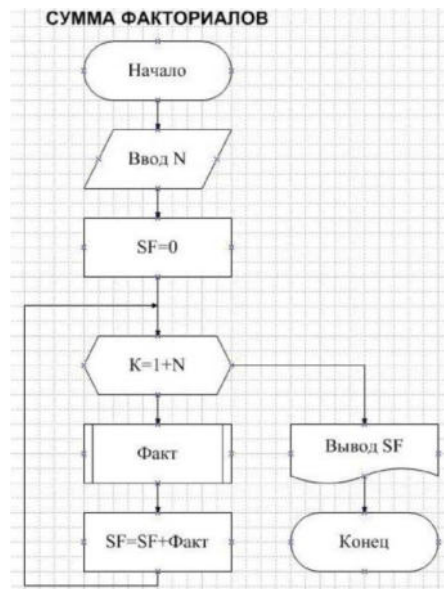 СУММА ФАКТОРИАЛОВ
Начало
Ввод N
SF=0
K=1+N
Факт
SF=SF+Факт
Вывод SF
Конец